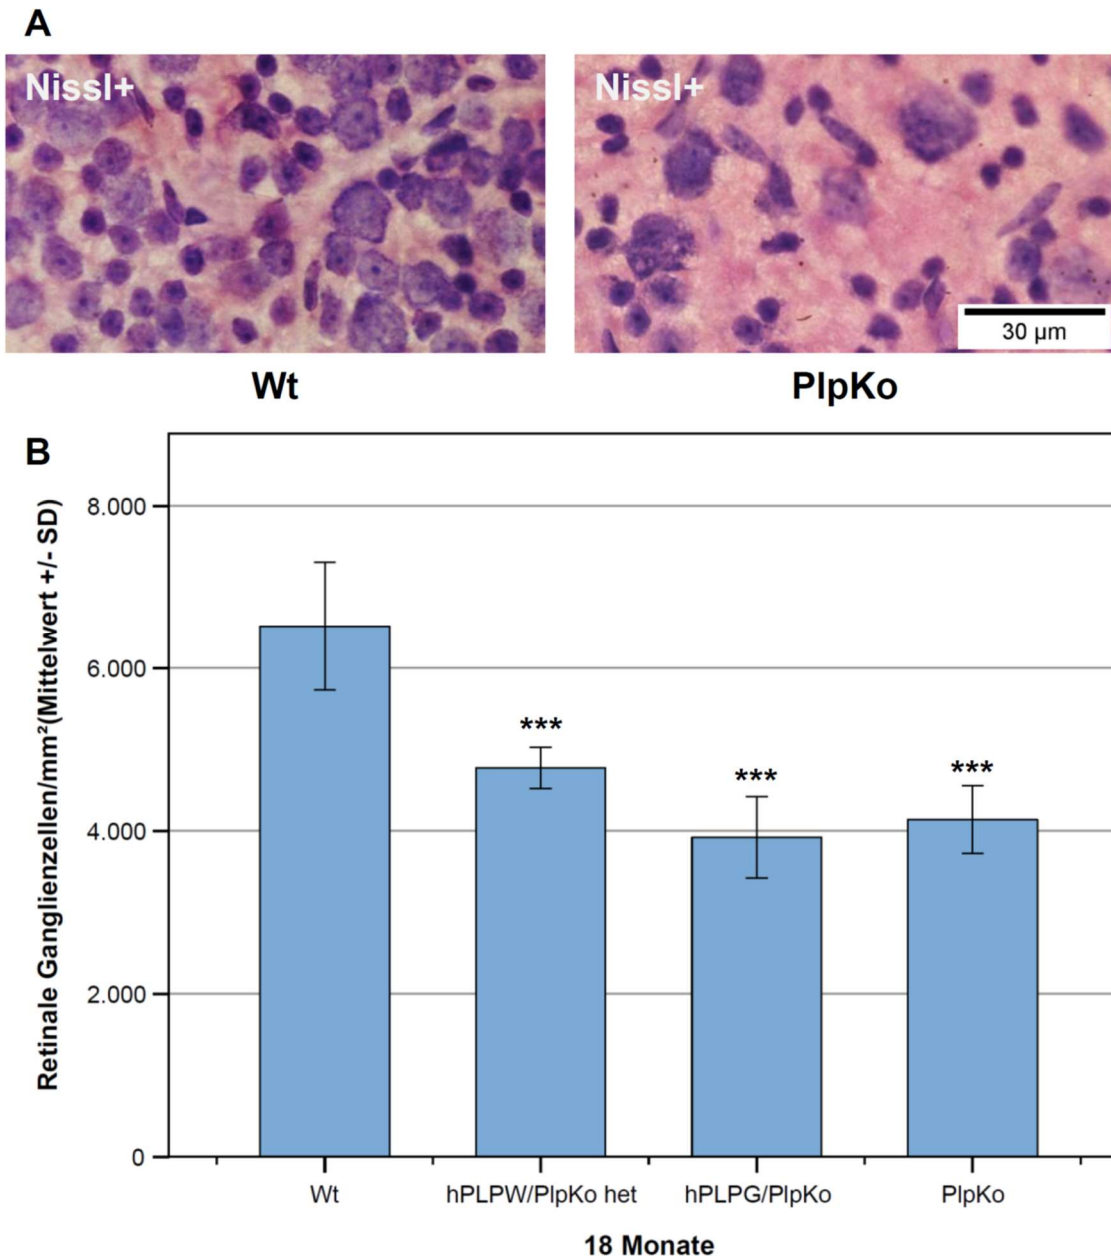 A
Nissl+
Nissl+
30 µm
Wt
PlpKo
B
Retinale Ganglienzellen/mm²(Mittelwert +/- SD)
8.000
6.000
4.000
2.000
0
***
***
***
Wt
hPLPW/PlpKo het
hPLPG/PlpKo
PlpKo
18 Monate